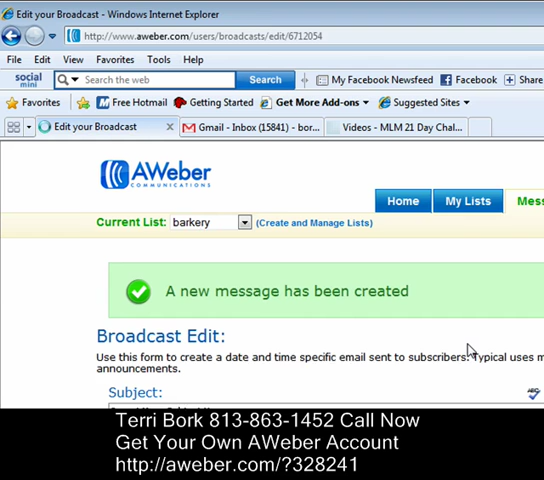 Edit your Broadcast - Windows Internet Explorer
http://www.aweber.com/users/broadcasts/edit/6712054
File Edit View Favorites Tools Help
social mini Search the web Search My Facebook Newsfeed Facebook Share
Favorites Free Hotmail Getting Started Get More Add-ons Suggested Sites
Edit your Broadcast Gmail - Inbox (15841) - bor... Videos - MLM 21 Day Chal...
AWeber
COMMUNICATIONS
Home My Lists Mess
Current List: barkery (Create and Manage Lists)
A new message has been created
Broadcast Edit:
Use this form to create a date and time specific email sent to subscribers. Typical uses m
announcements.
Subject:
ABC
Terri Bork 813-863-1452 Call Now
Get Your Own AWeber Account
http://aweber.com/?328241